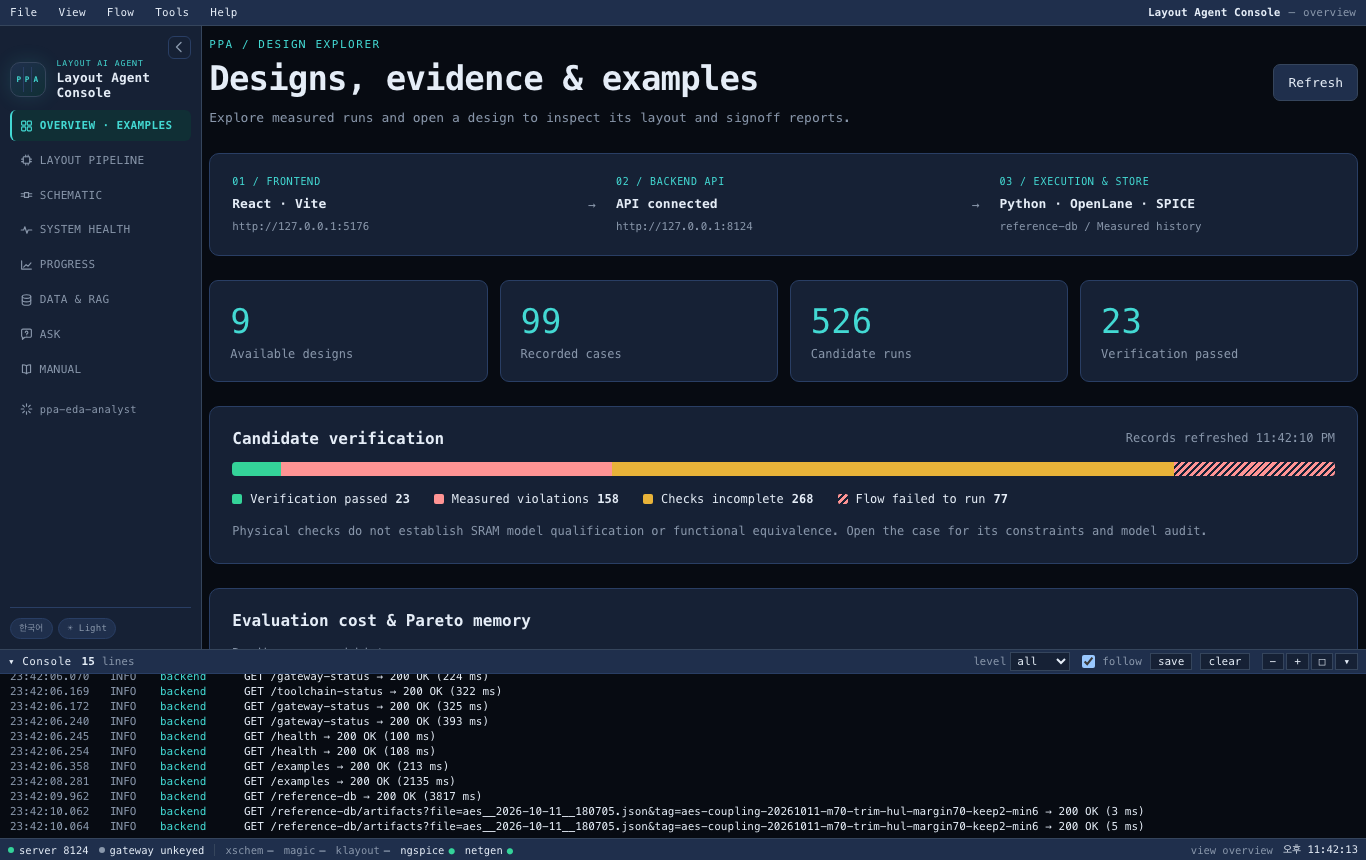 File View Flow Tools Help
Layout Agent Console — overview
PPA
LAYOUT AI AGENT
Layout Agent
Console
OVERVIEW · EXAMPLES
LAYOUT PIPELINE
SCHEMATIC
SYSTEM HEALTH
PROGRESS
DATA & RAG
ASK
MANUAL
ppa-eda-analyst
한국어
☀ Light
PPA / DESIGN EXPLORER
Designs, evidence & examples
Refresh
Explore measured runs and open a design to inspect its layout and signoff reports.
01 / FRONTEND
React · Vite
http://127.0.0.1:5176
→
02 / BACKEND API
API connected
http://127.0.0.1:8124
→
03 / EXECUTION & STORE
Python · OpenLane · SPICE
reference-db / Measured history
9
Available designs
99
Recorded cases
526
Candidate runs
23
Verification passed
Candidate verification
Records refreshed 11:42:10 PM
Verification passed 23
Measured violations 158
Checks incomplete 268
Flow failed to run 77
Physical checks do not establish SRAM model qualification or functional equivalence. Open the case for its constraints and model audit.
Evaluation cost & Pareto memory
▾ Console 15 lines
level all follow save clear − + □ ▾
23:42:06.070 INFO backend GET /gateway-status → 200 OK (224 ms)
23:42:06.169 INFO backend GET /toolchain-status → 200 OK (322 ms)
23:42:06.172 INFO backend GET /gateway-status → 200 OK (325 ms)
23:42:06.240 INFO backend GET /gateway-status → 200 OK (393 ms)
23:42:06.245 INFO backend GET /health → 200 OK (100 ms)
23:42:06.254 INFO backend GET /health → 200 OK (108 ms)
23:42:06.358 INFO backend GET /examples → 200 OK (213 ms)
23:42:08.281 INFO backend GET /examples → 200 OK (2135 ms)
23:42:09.962 INFO backend GET /reference-db → 200 OK (3817 ms)
23:42:10.062 INFO backend GET /reference-db/artifacts?file=aes__2026-10-11__180705.json&tag=aes-coupling-20261011-m70-trim-hul-margin70-keep2-min6 → 200 OK (3 ms)
23:42:10.064 INFO backend GET /reference-db/artifacts?file=aes__2026-10-11__180705.json&tag=aes-coupling-20261011-m70-trim-hul-margin70-keep2-min6 → 200 OK (5 ms)
server 8124 gateway unkeyed xschem — magic — klayout — ngspice netgen
view overview 오후 11:42:13